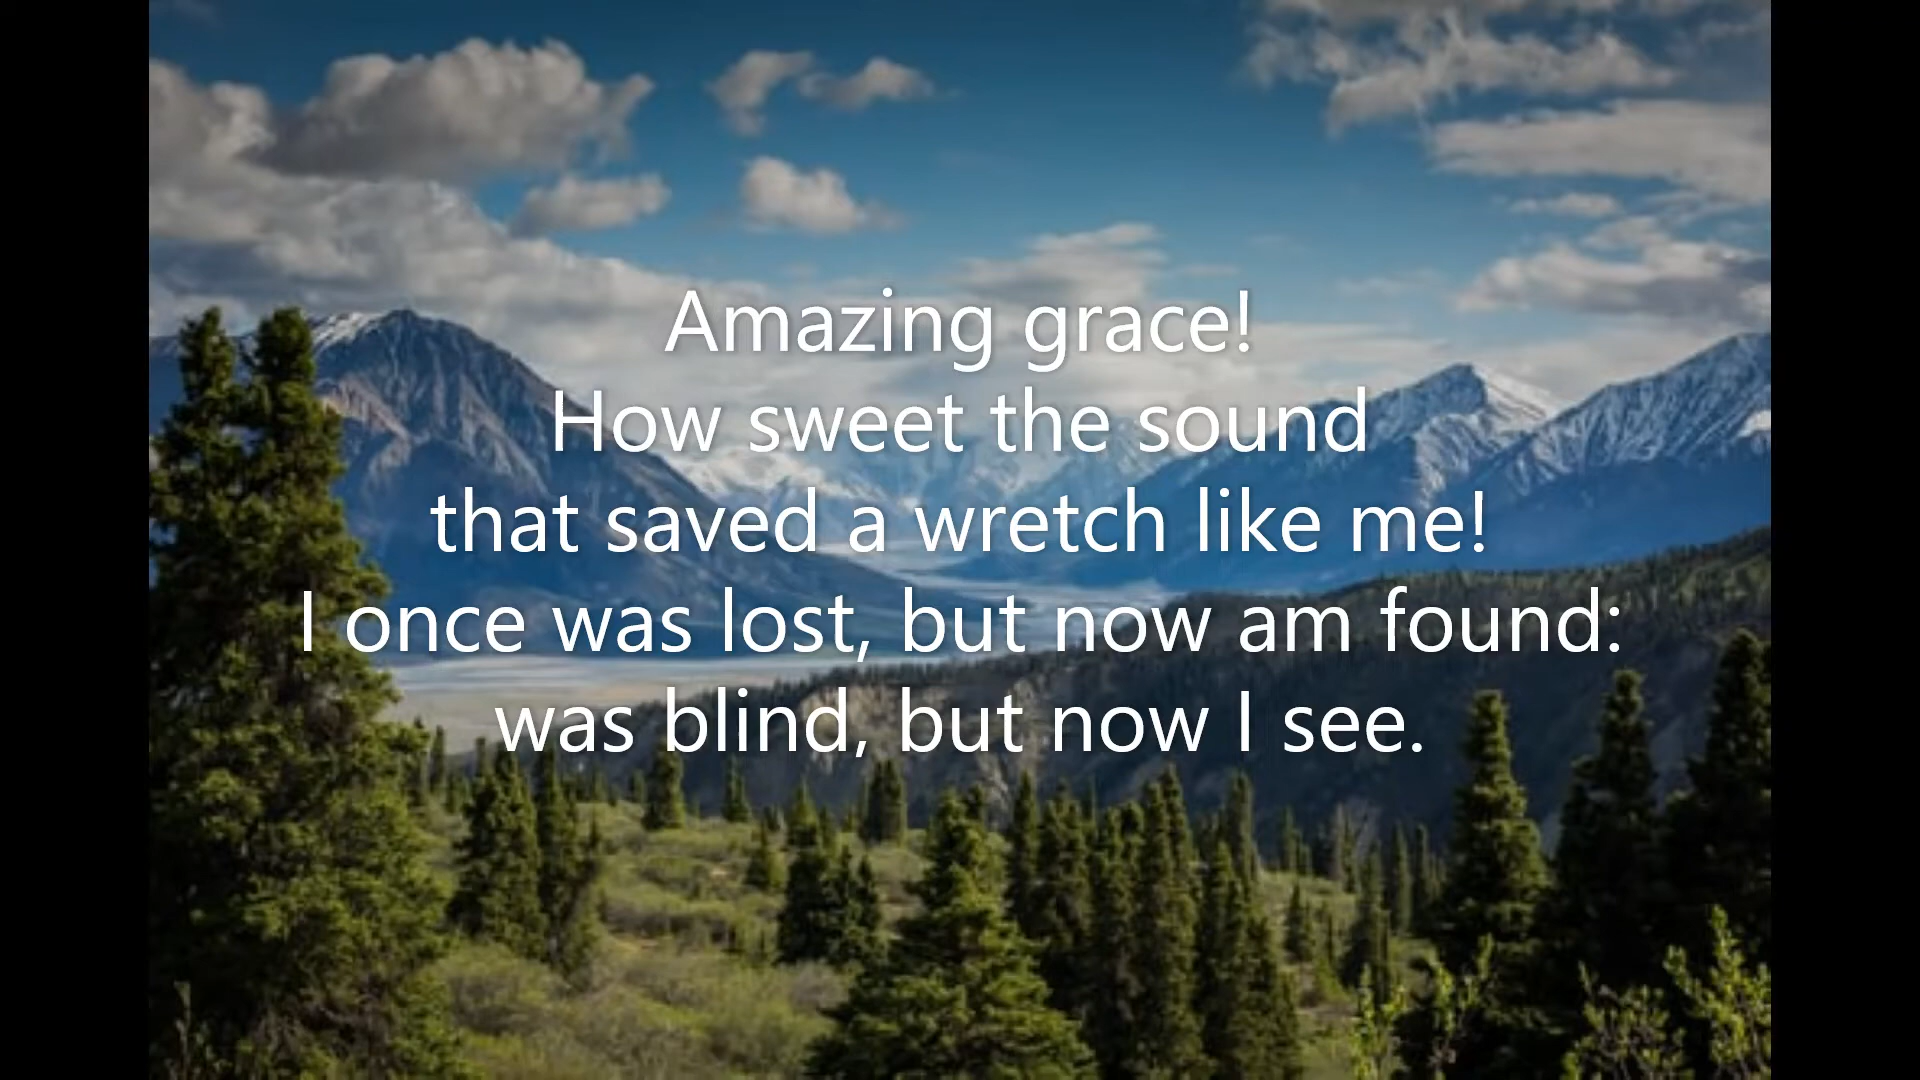 Amazing grace!
How sweet the sound
that saved a wretch like me!
I once was lost, but now am found:
was blind, but now I see.